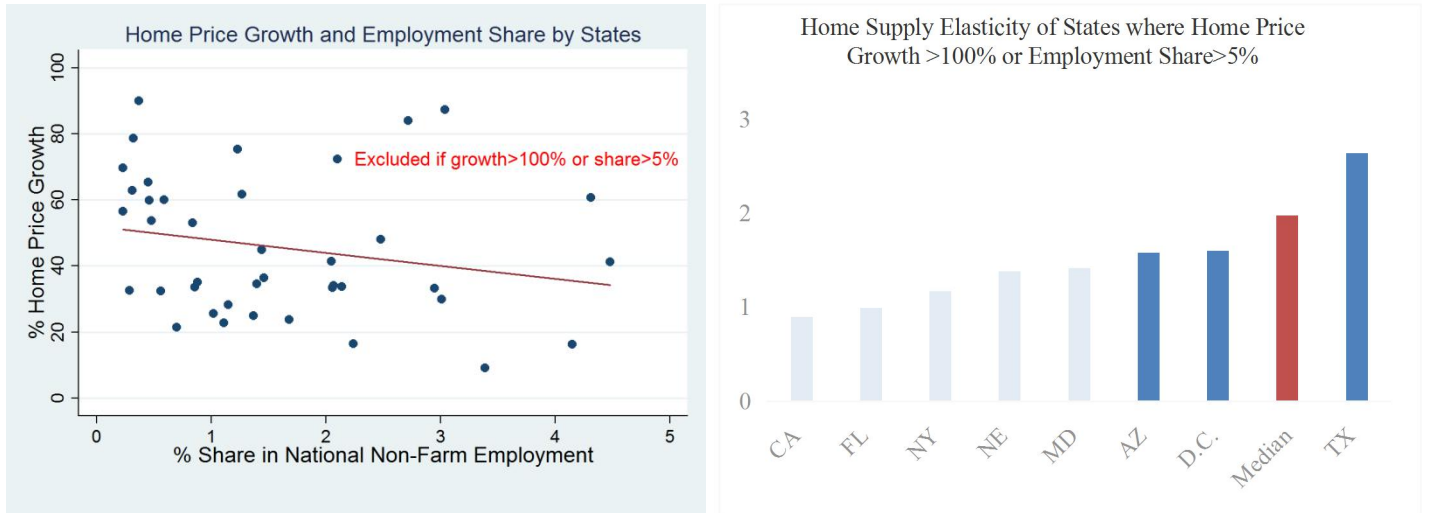 Home Price Growth and Employment Share by States
% Home Price Growth
100
80
60
40
20
0
Excluded if growth>100% or share>5%
0 1 2 3 4 5
% Share in National Non-Farm Employment
Home Supply Elasticity of States where Home Price
Growth >100% or Employment Share>5%
3
2
1
0
CA FL NY NE MD AZ D.C. Median TX